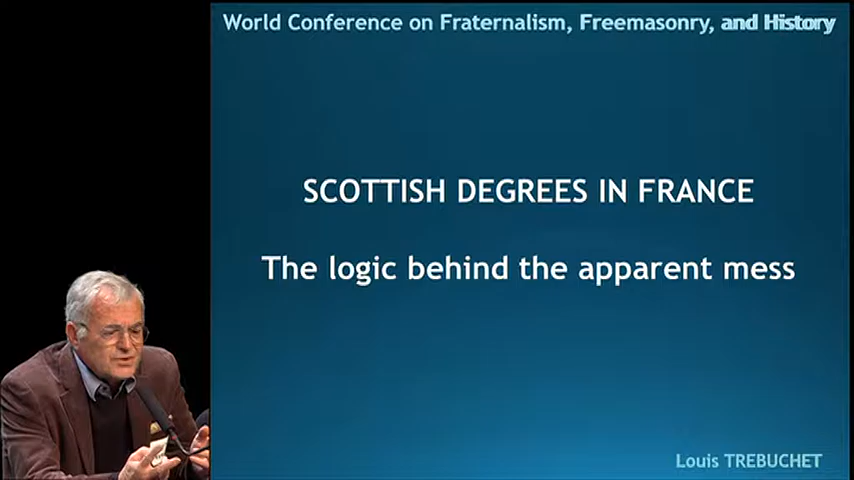 World Conference on Fraternalism, Freemasonry, and History
SCOTTISH DEGREES IN FRANCE
The logic behind the apparent mess
Louis TREBUCHET